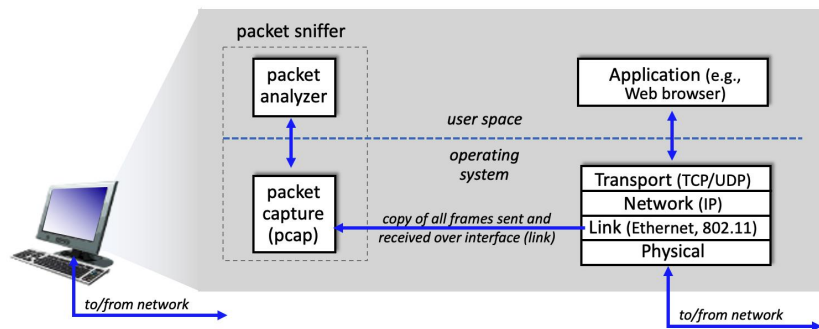 packet sniffer
packet
analyzer
Application (e.g.,
Web browser)
user space
operating
system
packet
capture
(pcap)
copy of all frames sent and
received over interface (link)
Transport (TCP/UDP)
Network (IP)
Link (Ethernet, 802.11)
Physical
to/from network
to/from network